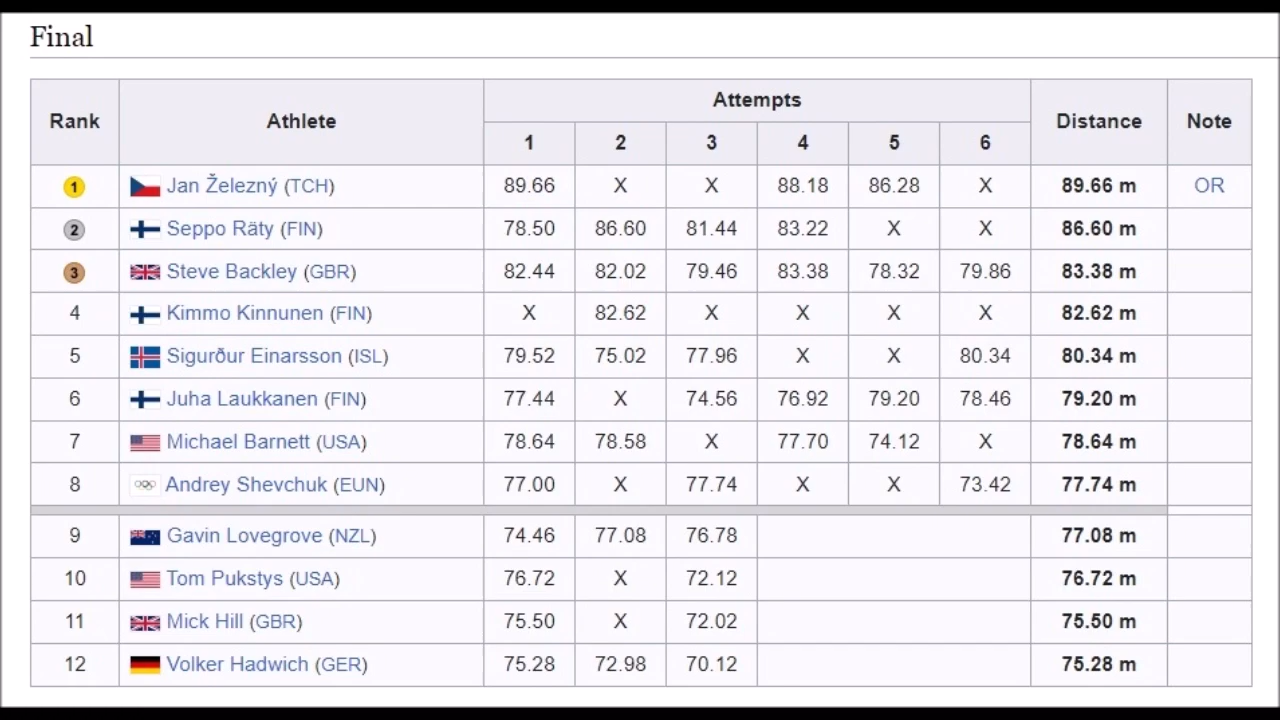 Final
Rank Athlete Attempts Distance Note
1 2 3 4 5 6
1 Jan Železný (TCH) 89.66 X X 88.18 86.28 X 89.66 m OR
2 Seppo Räty (FIN) 78.50 86.60 81.44 83.22 X X 86.60 m
3 Steve Backley (GBR) 82.44 82.02 79.46 83.38 78.32 79.86 83.38 m
4 Kimmo Kinnunen (FIN) X 82.62 X X X X 82.62 m
5 Sigurður Einarsson (ISL) 79.52 75.02 77.96 X X 80.34 80.34 m
6 Juha Laukkanen (FIN) 77.44 X 74.56 76.92 79.20 78.46 79.20 m
7 Michael Barnett (USA) 78.64 78.58 X 77.70 74.12 X 78.64 m
8 Andrey Shevchuk (EUN) 77.00 X 77.74 X X 73.42 77.74 m
9 Gavin Lovegrove (NZL) 74.46 77.08 76.78 77.08 m
10 Tom Pukstys (USA) 76.72 X 72.12 76.72 m
11 Mick Hill (GBR) 75.50 X 72.02 75.50 m
12 Volker Hadwich (GER) 75.28 72.98 70.12 75.28 m